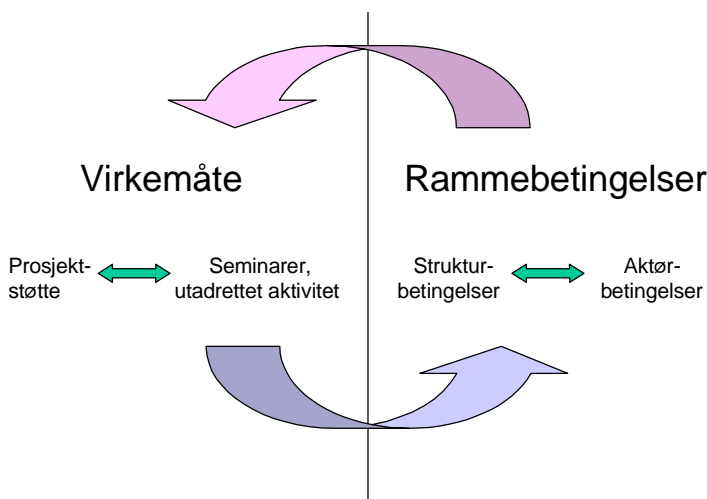 Virkemåte
Rammebetingelser
Prosjekt-
støtte
Seminarer,
utadrettet aktivitet
Struktur-
betingelser
Aktør-
betingelser